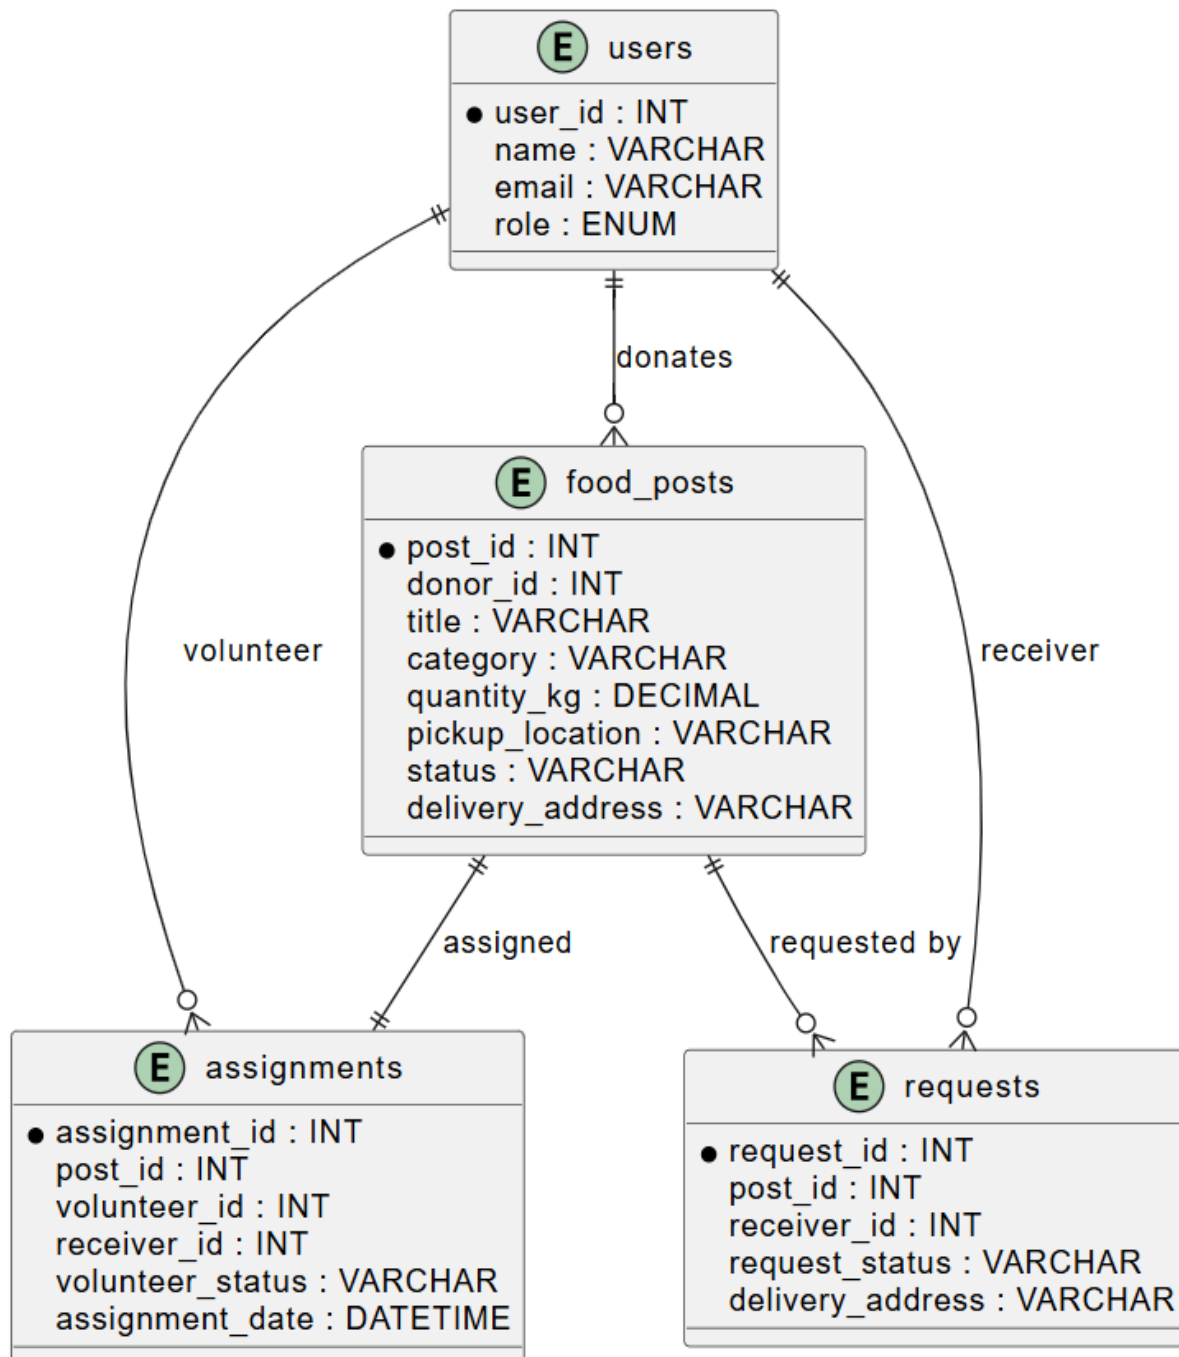 E users
user_id : INT
name : VARCHAR
email : VARCHAR
role : ENUM
donates
E food_posts
post_id : INT
donor_id : INT
title : VARCHAR
category : VARCHAR
quantity_kg : DECIMAL
pickup_location : VARCHAR
status : VARCHAR
delivery_address : VARCHAR
volunteer
receiver
assigned
requested by
E assignments
assignment_id : INT
post_id : INT
volunteer_id : INT
receiver_id : INT
volunteer_status : VARCHAR
assignment_date : DATETIME
E requests
request_id : INT
post_id : INT
receiver_id : INT
request_status : VARCHAR
delivery_address : VARCHAR